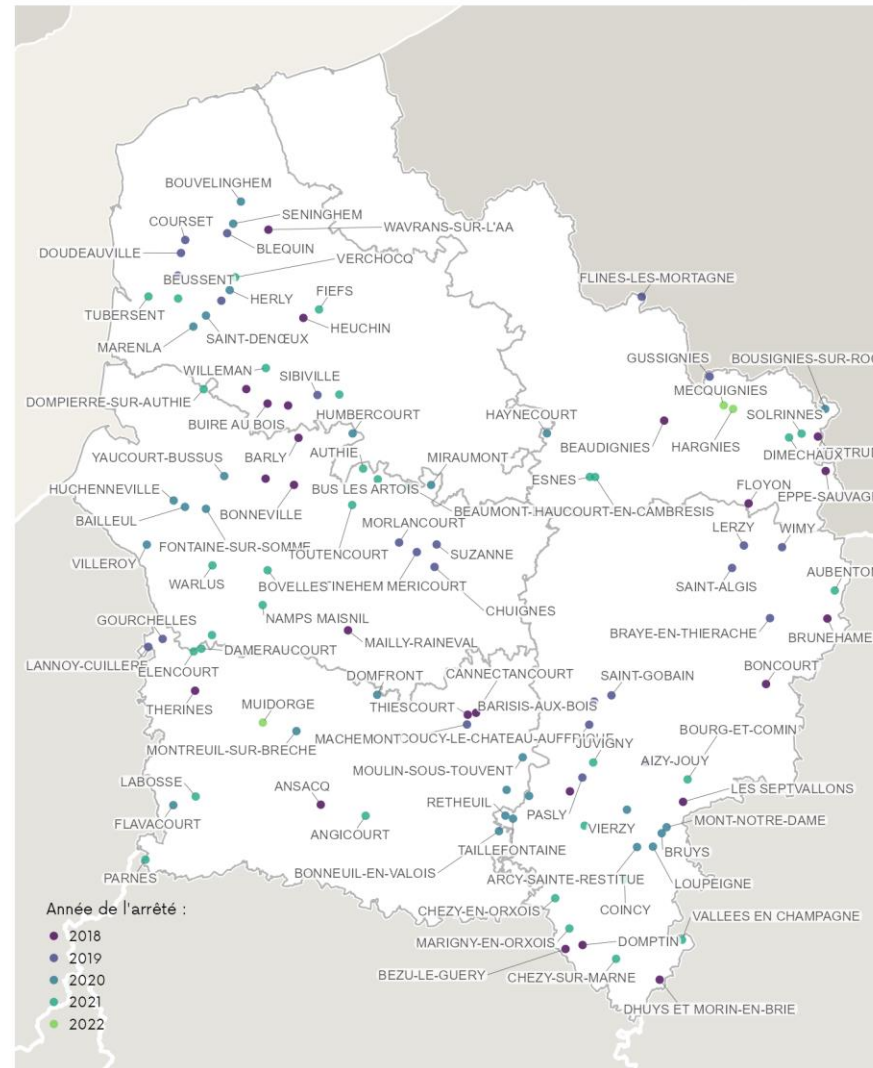 BOUVELINGHEM
COURSET
SENINGHEM
WAVRANS-SUR-L'AA
DOUDEAUVILLE
BLEQUIN
VERCHOCQ
BEUSSENT
FLINES-LES-MORTAGNE
HERLY
FIEFS
TUBERSENT
HEUCHIN
SAINT-DENŒUX
MARENLA
GUSSIGNIES
BOUSIGNIES-SUR-ROC
WILLEMAN
SIBIVILLE
MECQUIGNIES
DOMPIERRE-SUR-AUTHIE
SOLRINNES
HUMBERCOURT
HAYNECOURT
BUIRE AU BOIS
BEAUDIGNIES
HARGNIES
YAUCOURT-BUSSUS
BARLY
AUTHIE
MIRAUMONT
DIMECHAUX
ESNES
HUCHENNEVILLE
BUS LES ARTOIS
FLOYON
EPPE-SAUVAGE
BAILLEUL
BONNEVILLE
BEAUMONT-HAUCOURT-EN-CAMBRESIS
MORLANCOURT
LERZY
WIMY
FONTAINE-SUR-SOMME
TOUTENCOURT
SUZANNE
VILLEROY
AUBENTON
WARLUS
BOVELLES
INEHEM
MÉRICOURT
SAINT-ALGIS
CHUIGNES
GOURCHELLES
NAMPS MAISNIL
MAILLY-RAINEVAL
BRAYE-EN-THIERACHE
BRUNEHAMEL
LANNOY-CUILLERE
DAMERAUCOURT
ELENCOURT
DOMFRONT
CANNECTANCOURT
BONCOURT
THERINES
SAINT-GOBAIN
MUIDORGE
THIESCOURT
BARISIS-AUX-BOIS
MACHEMONT
COUCY-LE-CHATEAU-AUFFRIQUE
BOURG-ET-COMIN
MONTREUIL-SUR-BRECHE
JUVIGNY
MOULIN-SOUS-TOUVENT
AIZY-JOUY
LABOSSE
ANSACQ
LES SEPTVALLONS
RETHEUIL
PASLY
FLAVACOURT
MONT-NOTRE-DAME
VIERZY
ANGICOURT
TAILLEFONTAINE
BRUYS
BONNEUIL-EN-VALOIS
PARNES
ARCY-SAINTE-RESTITUE
LOUPEIGNE
CHEZY-EN-ORXOIS
COINCY
VALLEES EN CHAMPAGNE
MARIGNY-EN-ORXOIS
DOMPTIN
BEZU-LE-GUERY
CHEZY-SUR-MARNE
DHUYS ET MORIN-EN-BRIE
Année de l'arrêté :
2018
2019
2020
2021
2022